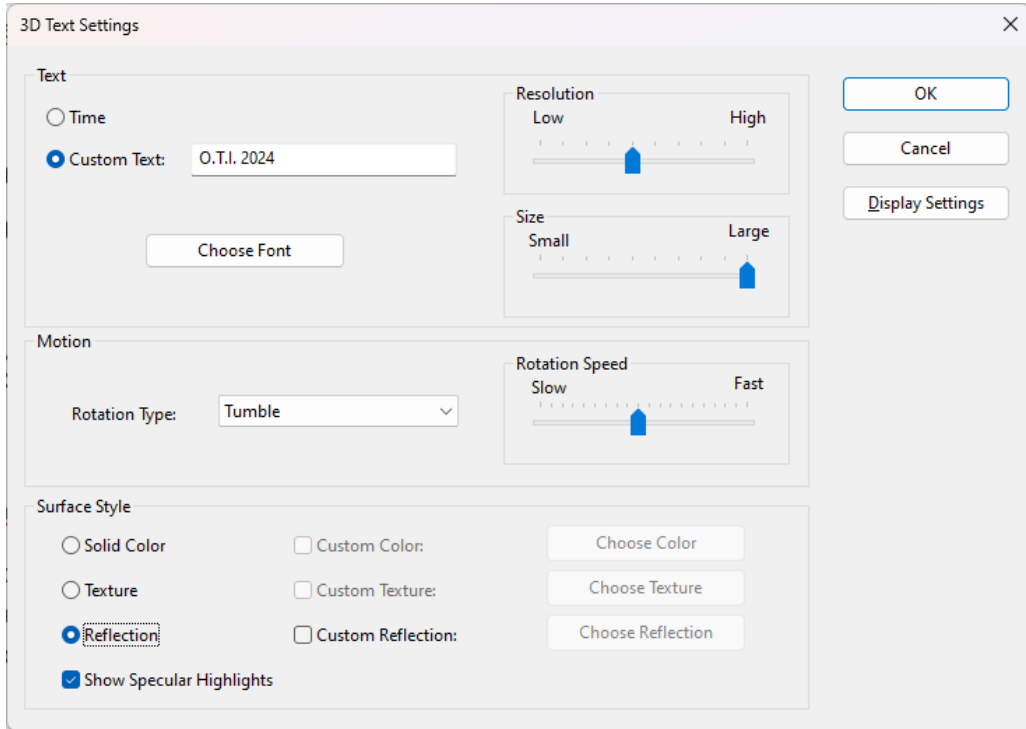 3D Text Settings
Text
Time
Custom Text: O.T.I. 2024
Choose Font
Resolution
Low High
Size
Small Large
OK
Cancel
Display Settings
Motion
Rotation Type: Tumble
Rotation Speed
Slow Fast
Surface Style
Solid Color Custom Color: Choose Color
Texture Custom Texture: Choose Texture
Reflection Custom Reflection: Choose Reflection
Show Specular Highlights